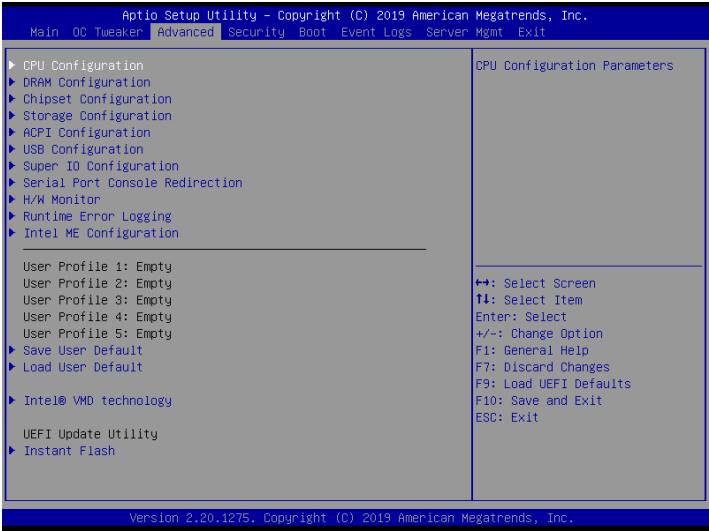 Aptio Setup Utility – Copyright (C) 2019 American Megatrends, Inc.
Main OC Tweaker Advanced Security Boot Event Logs Server Mgmt Exit
CPU Configuration
DRAM Configuration
Chipset Configuration
Storage Configuration
ACPI Configuration
USB Configuration
Super IO Configuration
Serial Port Console Redirection
H/W Monitor
Runtime Error Logging
Intel ME Configuration
User Profile 1: Empty
User Profile 2: Empty
User Profile 3: Empty
User Profile 4: Empty
User Profile 5: Empty
Save User Default
Load User Default
Intel® VMD technology
UEFI Update Utility
Instant Flash
CPU Configuration Parameters
↔: Select Screen
↑↓: Select Item
Enter: Select
+/-: Change Option
F1: General Help
F7: Discard Changes
F9: Load UEFI Defaults
F10: Save and Exit
ESC: Exit
Version 2.20.1275. Copyright (C) 2019 American Megatrends, Inc.